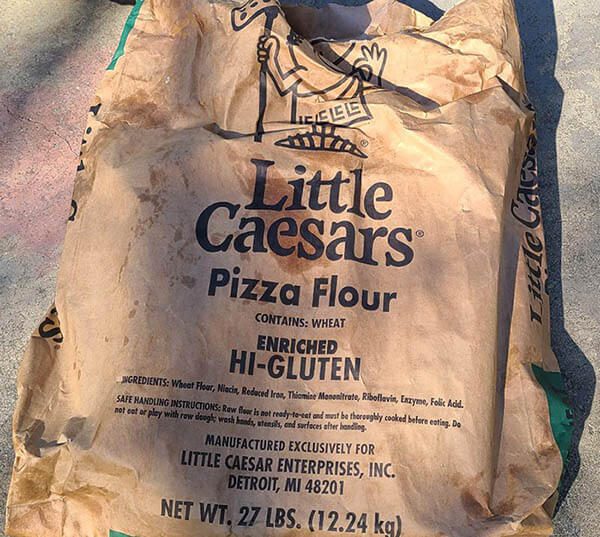 Little
Caesars®
Pizza Flour
CONTAINS: WHEAT
ENRICHED
HI-GLUTEN
INGREDIENTS: Wheat Flour, Niacin, Reduced Iron, Thiamine Mononitrate, Riboflavin, Enzyme, Folic Acid.
SAFE HANDLING INSTRUCTIONS: Raw flour is not ready-to-eat and must be thoroughly cooked before eating. Do
not eat or play with raw dough; wash hands, utensils, and surfaces after handling.
MANUFACTURED EXCLUSIVELY FOR
LITTLE CAESAR ENTERPRISES, INC.
DETROIT, MI 48201
NET WT. 27 LBS. (12.24 kg)
Little Caesars